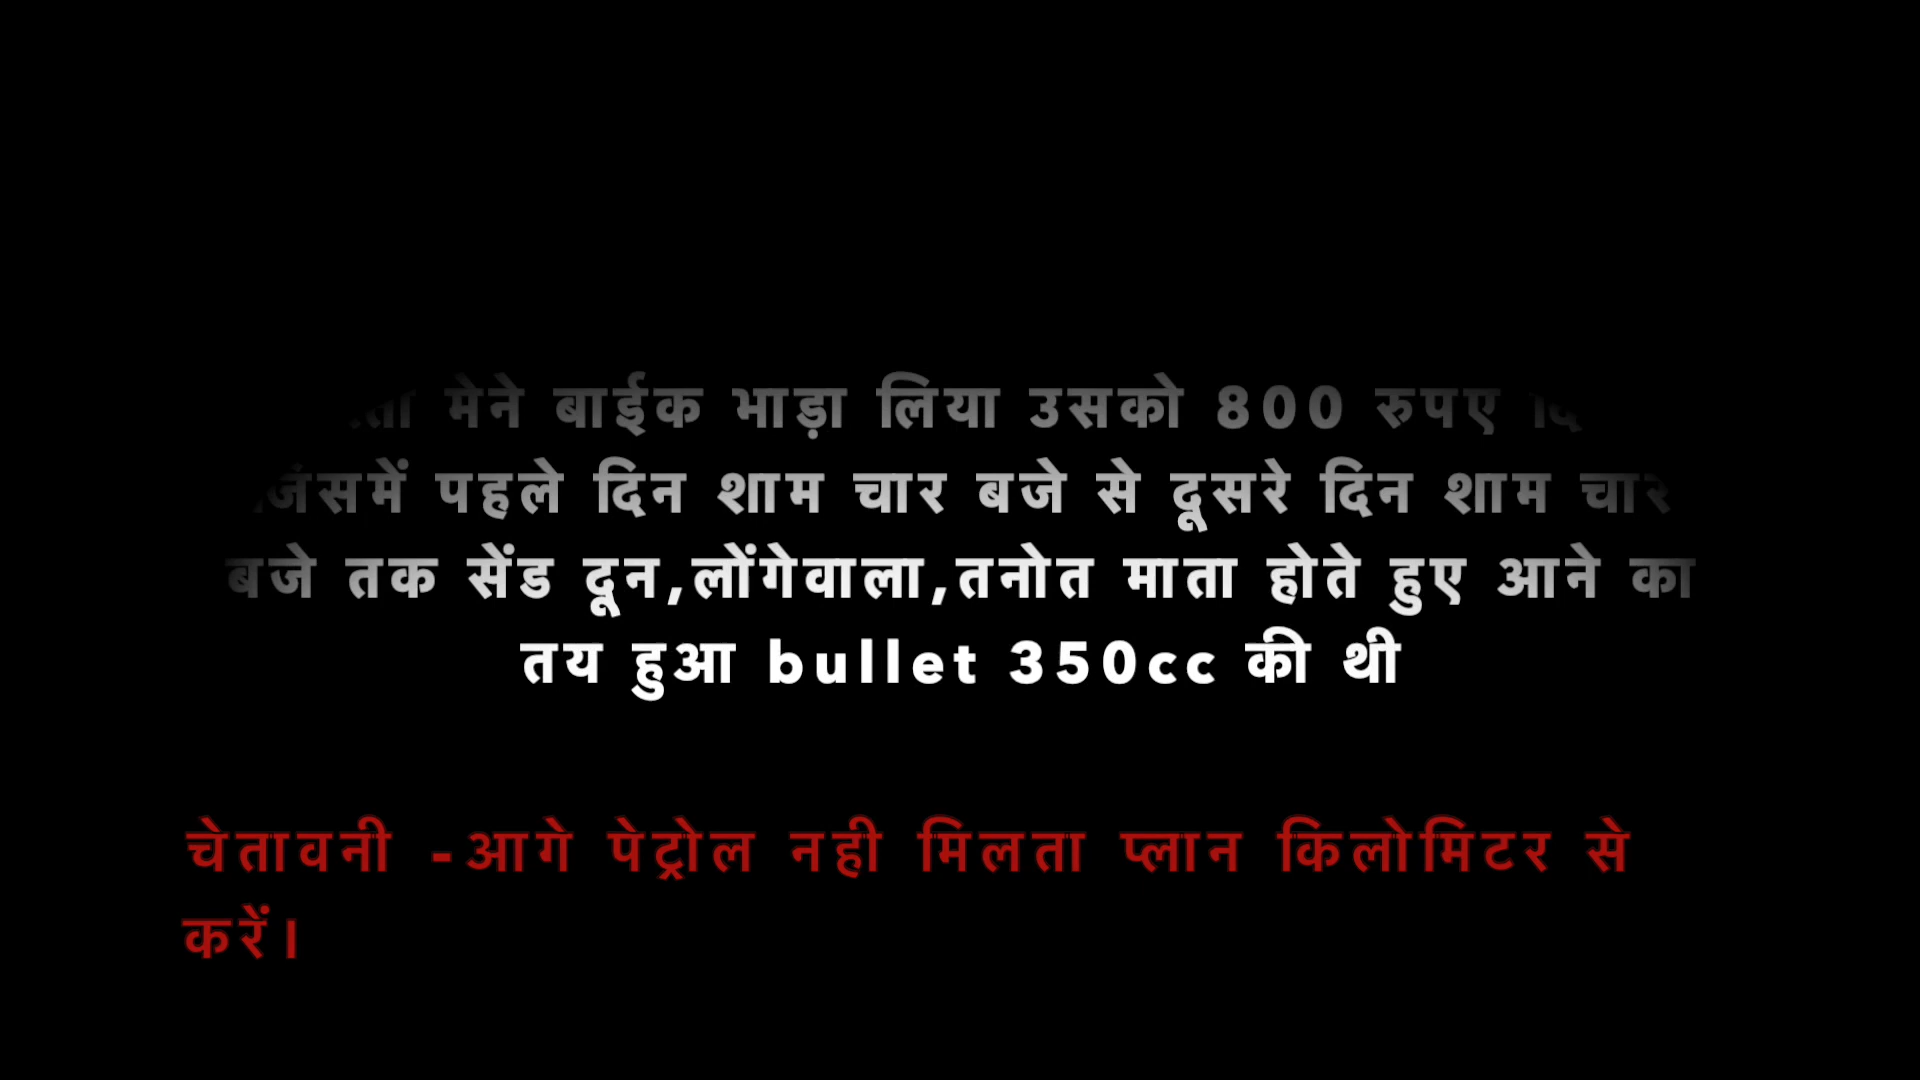 मेने बाईक भाड़ा लिया उसको 800 रुपए
जिसमें पहले दिन शाम चार बजे से दूसरे दिन शाम चार
बजे तक सेंड दून,लोंगेवाला,तनोत माता होते हुए आने का
तय हुआ bullet 350cc की थी
चेतावनी -आगे पेट्रोल नही मिलता प्लान किलोमिटर से
करें।